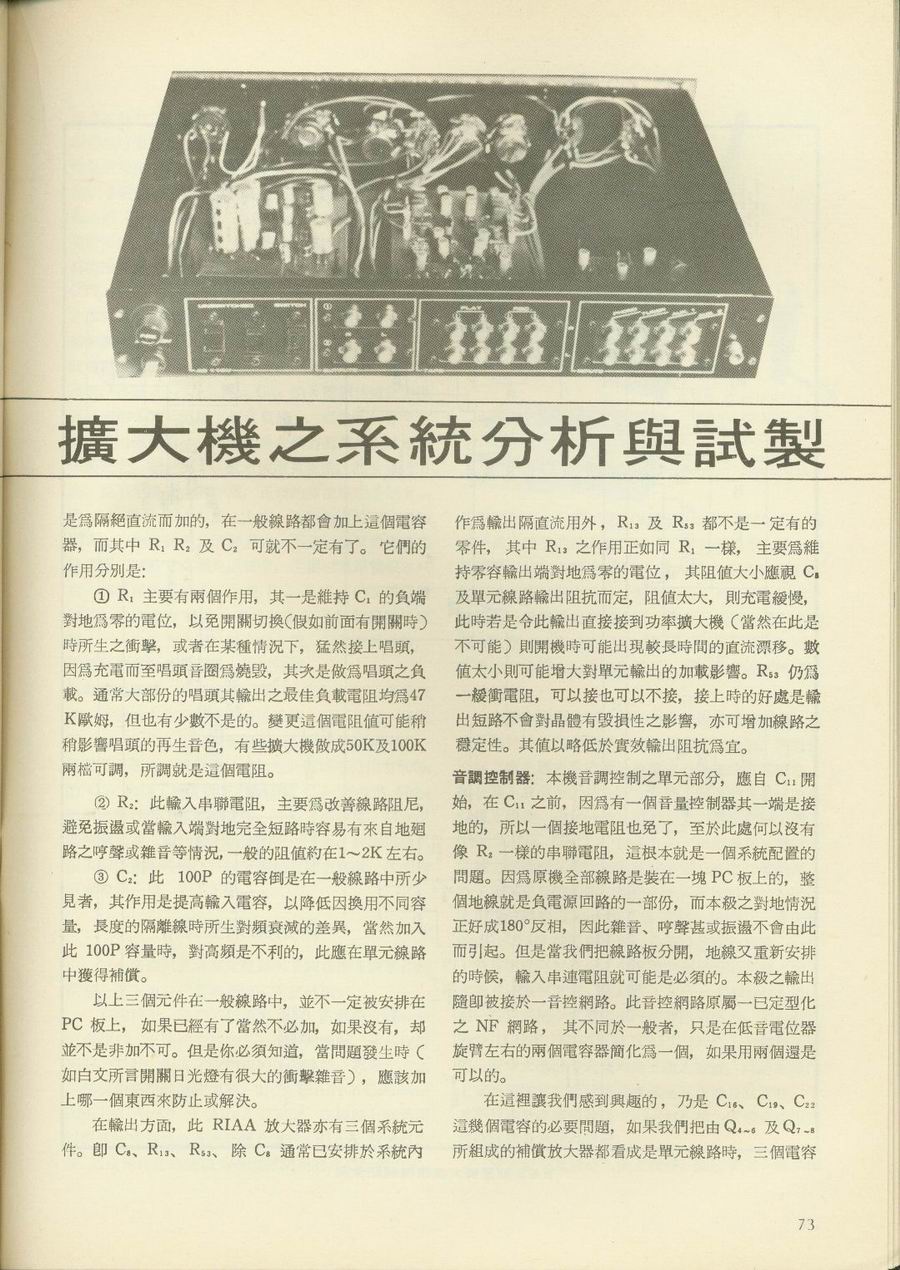 擴大機之系統分析與試製
是爲隔絕直流而加的，在一般線路都會加上這個電容
器，而其中 R₁ R₂ 及 C₂ 可就不一定有了。它們的
作用分別是:
① R₁ 主要有兩個作用，其一是維持 C₁ 的負端
對地爲零的電位，以免開關切換(假如前面有開關時)
時所生之衝擊，或者在某種情況下，猛然接上唱頭，
因爲充電而至唱頭音圈爲燒毀，其次是做爲唱頭之負
載。通常大部份的唱頭其輸出之最佳負載電阻均爲47
K歐姆，但也有少數不是的。變更這個電阻值可能稍
稍影響唱頭的再生音色，有些擴大機做成50K及100K
兩檔可調，所調就是這個電阻。
② R₂: 此輸入串聯電阻，主要爲改善線路阻尼，
避免振盪或當輸入端對地完全短路時容易有來自地廻
路之哼聲或雜音等情況，一般的阻值約在1～2K 左右。
③ C₂: 此 100P 的電容倒是在一般線路中所少
見者，其作用是提高輸入電容，以降低因換用不同容
量，長度的隔離線時所生對頻衰減的差異，當然加入
此 100P 容量時，對高頻是不利的，此應在單元線路
中獲得補償。
以上三個元件在一般線路中，並不一定被安排在
PC 板上， 如果已經有了當然不必加，如果沒有，却
並不是非加不可。但是你必須知道，當問題發生時（
如白文所言開關日光燈有很大的衝擊雜音），應該加
上哪一個東西來防止或解決。
在輸出方面，此 RIAA 放大器亦有三個系統元
件。卽 C₈、R₁₃、 R₅₃、 除 C₈ 通常已安排於系統內
作爲輸出隔直流用外，R₁₃ 及 R₅₃ 都不是一定有的
零件， 其中 R₁₃ 之作用正如同 R₁ 一樣， 主要爲維
持零容輸出端對地爲零的電位， 其阻值大小應視 C₈
及單元線路輸出阻抗而定，阻值太大，則充電緩慢，
此時若是令此輸出直接接到功率擴大機（當然在此是
不可能）則開機時可能出現較長時間的直流漂移。數
值太小則可能增大對單元輸出的加載影響。R₅₃ 仍爲
一緩衝電阻，可以接也可以不接，接上時的好處是輸
出短路不會對晶體有毀損性之影響，亦可增加線路之
穩定性。其值以略低於實效輸出阻抗爲宜。
音調控制器: 本機音調控制之單元部分，應自 C₁₁ 開
始，在 C₁₁ 之前，因爲有一個音量控制器其一端是接
地的，所以一個接地電阻也免了，至於此處何以沒有
像 R₂ 一樣的串聯電阻，這根本就是一個系統配置的
問題。因爲原機全部線路是裝在一塊 PC 板上的，整
個地線就是負電源回路的一部份，而本級之對地情況
正好成180°反相，因此雜音、哼聲甚或振盪不會由此
而引起。但是當我們把線路板分開，地線又重新安排
的時候，輸入串連電阻就可能是必須的。本級之輸出
隨卽被接於一音控網路。此音控網路原屬一已定型化
之 NF 網路， 其不同於一般者，只是在低音電位器
旋臂左右的兩個電容器簡化爲一個，如果用兩個還是
可以的。
在這裡讓我們感到興趣的，乃是 C₁₆、 C₁₉、C₂₂
這幾個電容的必要問題，如果我們把由 Q₄~₆ 及 Q₇~₈
所組成的補償放大器都看成是單元線路時，三個電容
73